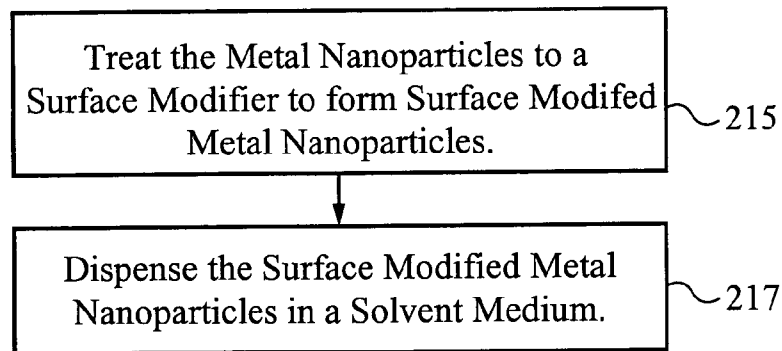 Treat the Metal Nanoparticles to a
Surface Modifier to form Surface Modifed
Metal Nanoparticles.
215
Dispense the Surface Modified Metal
Nanoparticles in a Solvent Medium.
217